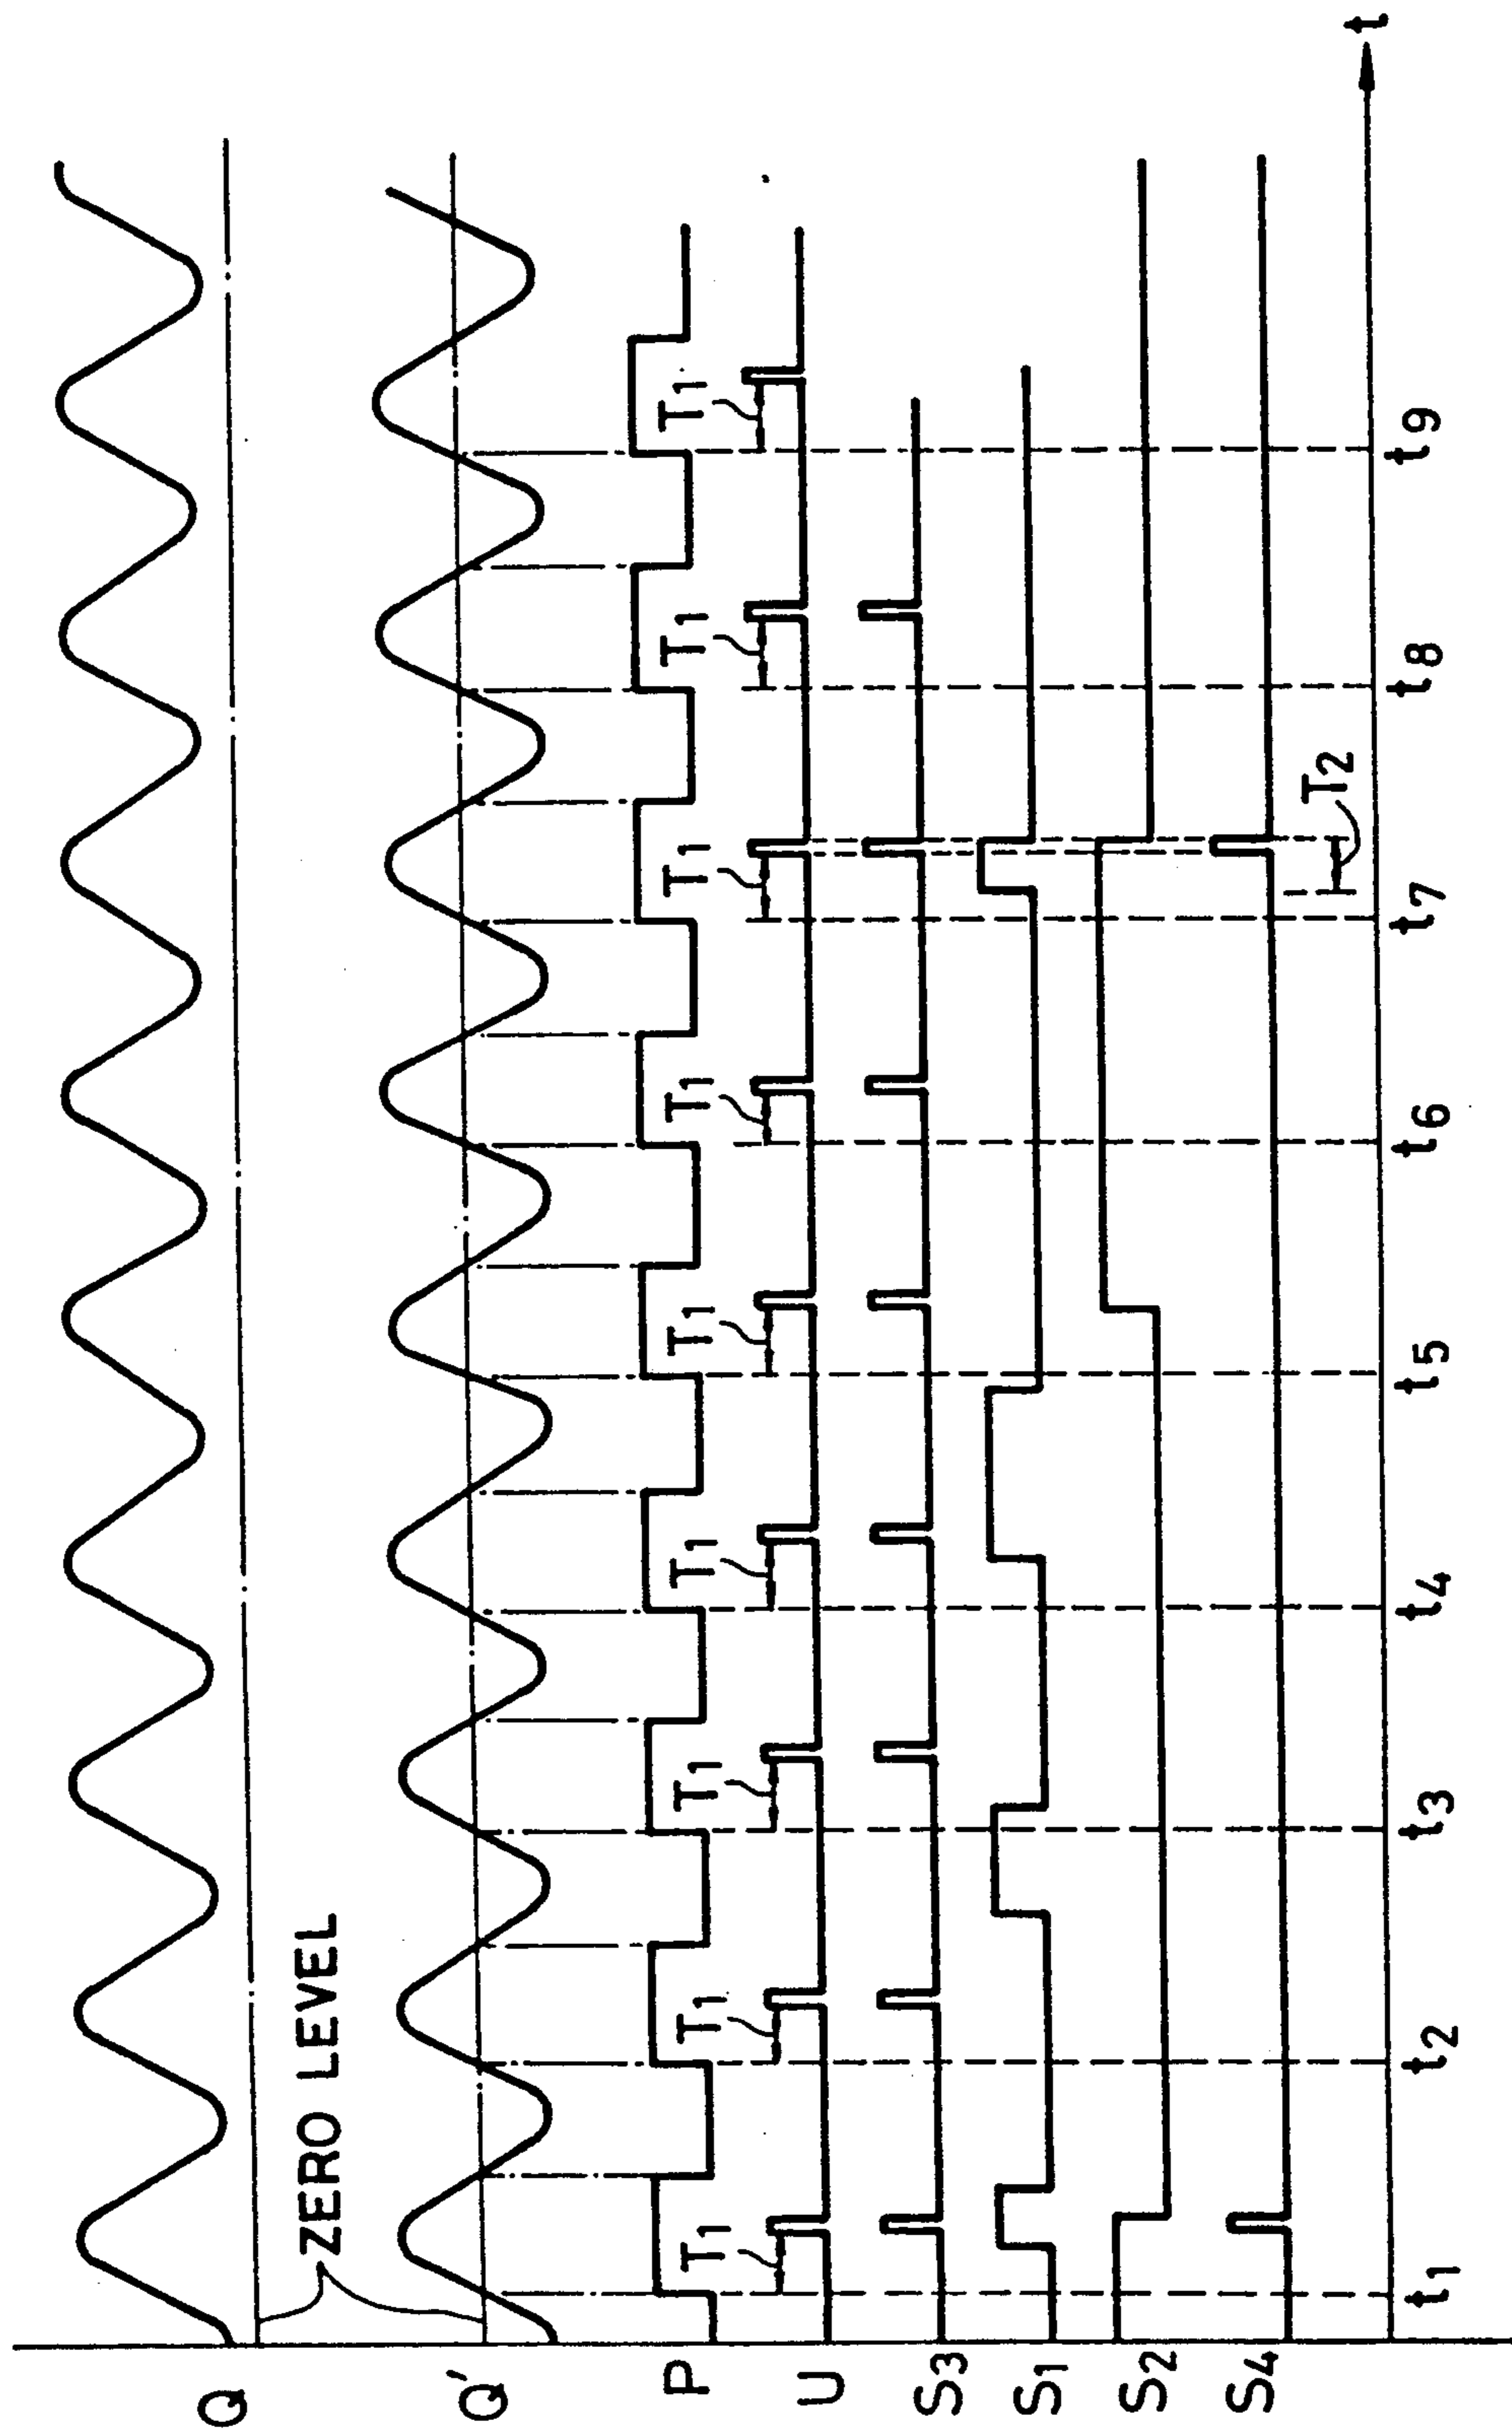 Q
ZERO LEVEL
Q'
P
T1 T1 T1 T1 T1 T1 T1 T1 T1
U
S3
S1
S2
S4
T2
t1 t2 t3 t4 t5 t6 t7 t8 t9 t